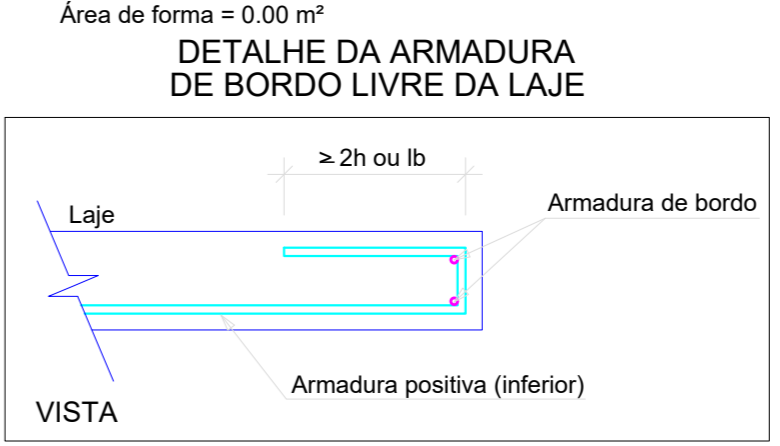 Área de forma = 0.00 m²
DETALHE DA ARMADURA
DE BORDO LIVRE DA LAJE
≥ 2h ou lb
Armadura de bordo
Laje
Armadura positiva (inferior)
VISTA